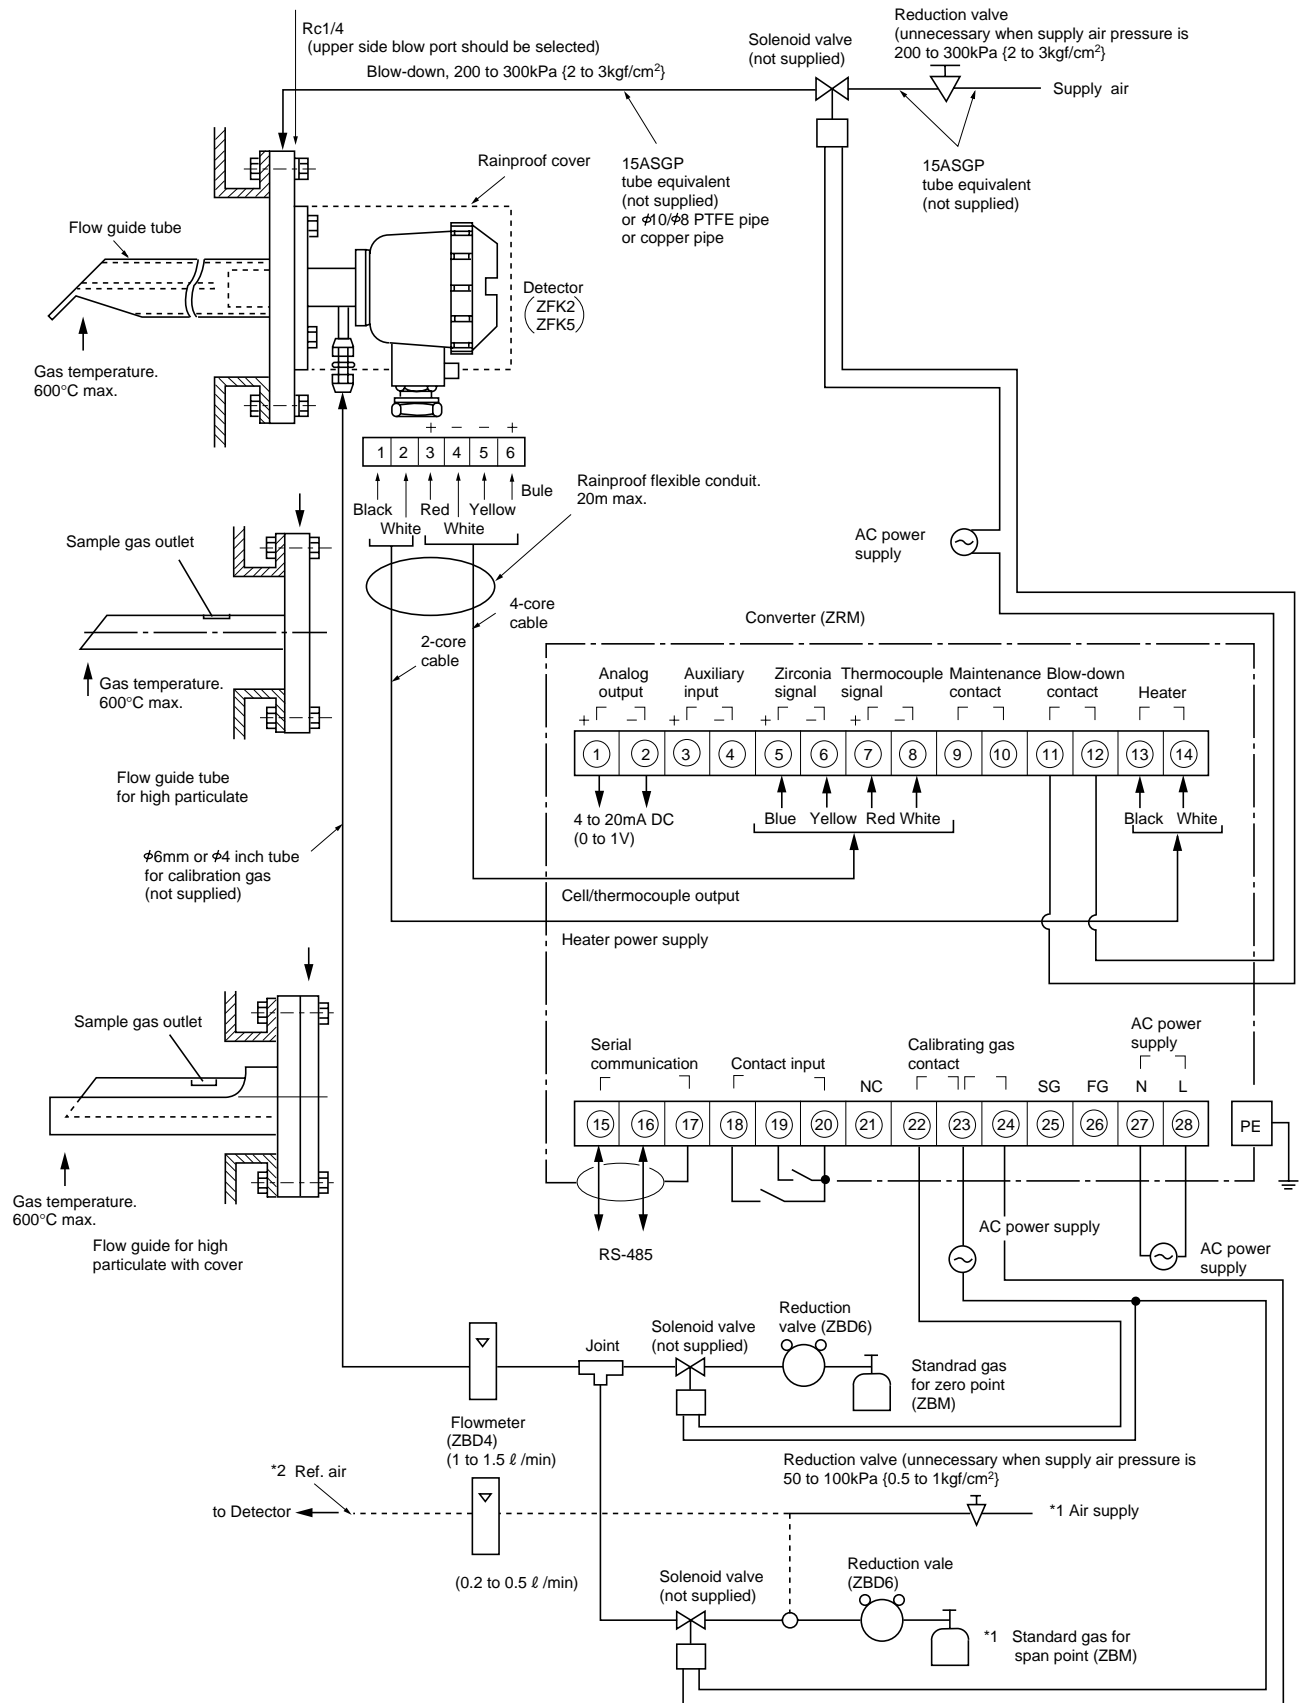 Rc1/4
(upper side blow port should be selected)
Blow-down, 200 to 300kPa {2 to 3kgf/cm²}
Solenoid valve
(not supplied)
Reduction valve
(unnecessary when supply air pressure is
200 to 300kPa {2 to 3kgf/cm²}
Supply air
Rainproof cover
15ASGP
tube equivalent
(not supplied)
or ϕ10/ϕ8 PTFE pipe
or copper pipe
15ASGP
tube equivalent
(not supplied)
Flow guide tube
Detector
(ZFK2
ZFK5)
Gas temperature.
600°C max.
+ − − +
1 2 3 4 5 6
Black White Red White Yellow Bule
Rainproof flexible conduit.
20m max.
Sample gas outlet
AC power
supply
4-core
cable
2-core
cable
Converter (ZRM)
Gas temperature.
600°C max.
Flow guide tube
for high particulate
Analog
output
Auxiliary
input
Zirconia
signal
Thermocouple
signal
Maintenance
contact
Blow-down
contact
Heater
+ − + − + − + −
1 2 3 4 5 6 7 8 9 10 11 12 13 14
4 to 20mA DC
(0 to 1V)
Blue Yellow Red White Black White
ϕ6mm or ϕ4 inch tube
for calibration gas
(not supplied)
Cell/thermocouple output
Heater power supply
Sample gas outlet
Serial
communication
Contact input
NC
Calibrating gas
contact
SG
FG
AC power
supply
N L
15 16 17 18 19 20 21 22 23 24 25 26 27 28
PE
Gas temperature.
600°C max.
Flow guide for high
particulate with cover
RS-485
AC power supply
AC power
supply
Joint
Solenoid valve
(not supplied)
Reduction
valve (ZBD6)
Standrad gas
for zero point
(ZBM)
Flowmeter
(ZBD4)
(1 to 1.5 ℓ /min)
Reduction valve (unnecessary when supply air pressure is
50 to 100kPa {0.5 to 1kgf/cm²}
*2 Ref. air
to Detector
*1 Air supply
(0.2 to 0.5 ℓ /min)
Solenoid valve
(not supplied)
Reduction vale
(ZBD6)
*1 Standard gas for
span point (ZBM)